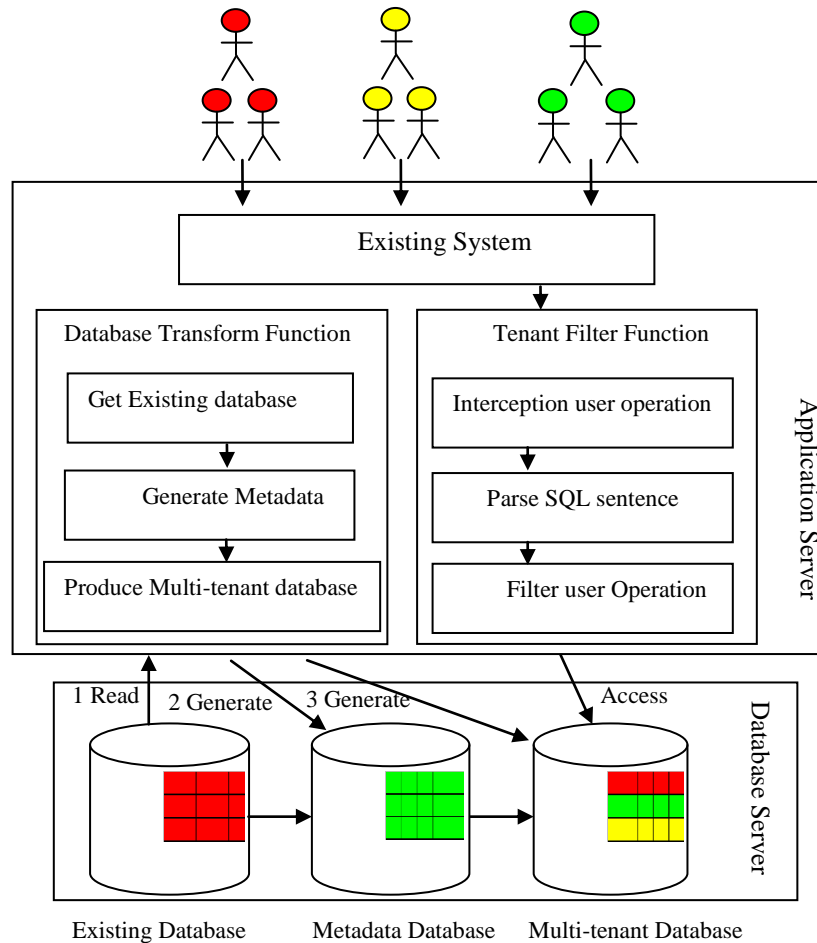 Existing System
Database Transform Function
Tenant Filter Function
Get Existing database
Interception user operation
Generate Metadata
Parse SQL sentence
Produce Multi-tenant database
Filter user Operation
Application Server
1 Read
2 Generate
3 Generate
Access
Database Server
Existing Database
Metadata Database
Multi-tenant Database